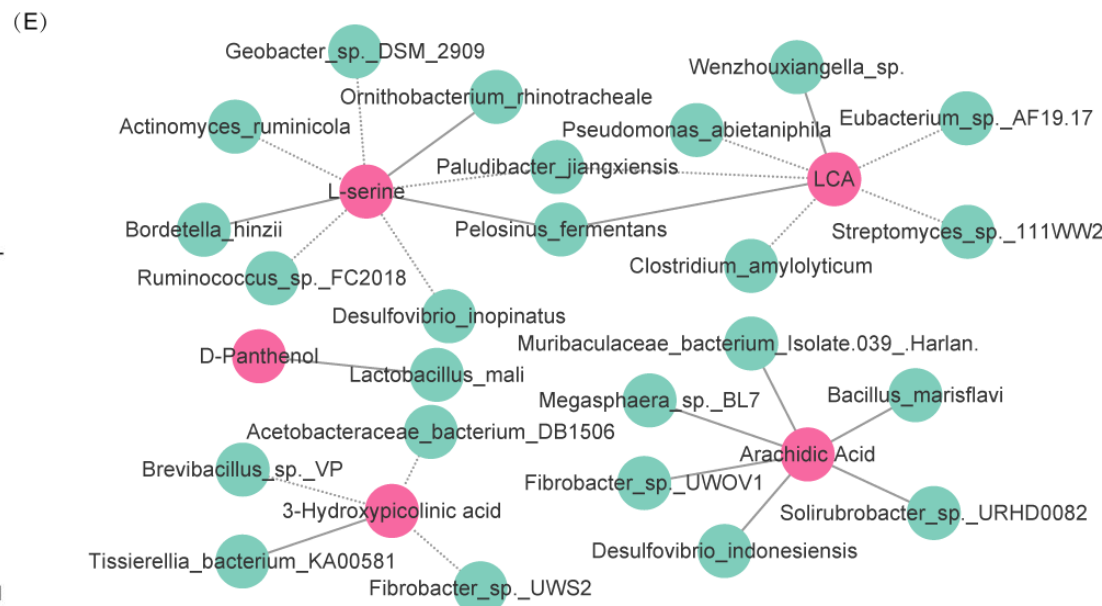 (E)
Geobacter_sp._DSM_2909
Wenzhouxiangella_sp.
Ornithobacterium_rhinotracheale
Eubacterium_sp._AF19.17
Actinomyces_ruminicola
Pseudomonas_abietaniphila
Paludibacter_jiangxiensis
L-serine
LCA
Bordetella_hinzii
Pelosinus_fermentans
Streptomyces_sp._111WW2
Clostridium_amylolyticum
Ruminococcus_sp._FC2018
Desulfovibrio_inopinatus
Muribaculaceae_bacterium_Isolate.039_.Harlan.
D-Panthenol
Lactobacillus_mali
Megasphaera_sp._BL7
Bacillus_marisflavi
Acetobacteraceae_bacterium_DB1506
Arachidic Acid
Brevibacillus_sp._VP
Fibrobacter_sp._UWOV1
3-Hydroxypicolinic acid
Solirubrobacter_sp._URHD0082
Desulfovibrio_indonesiensis
Tissierellia_bacterium_KA00581
Fibrobacter_sp._UWS2